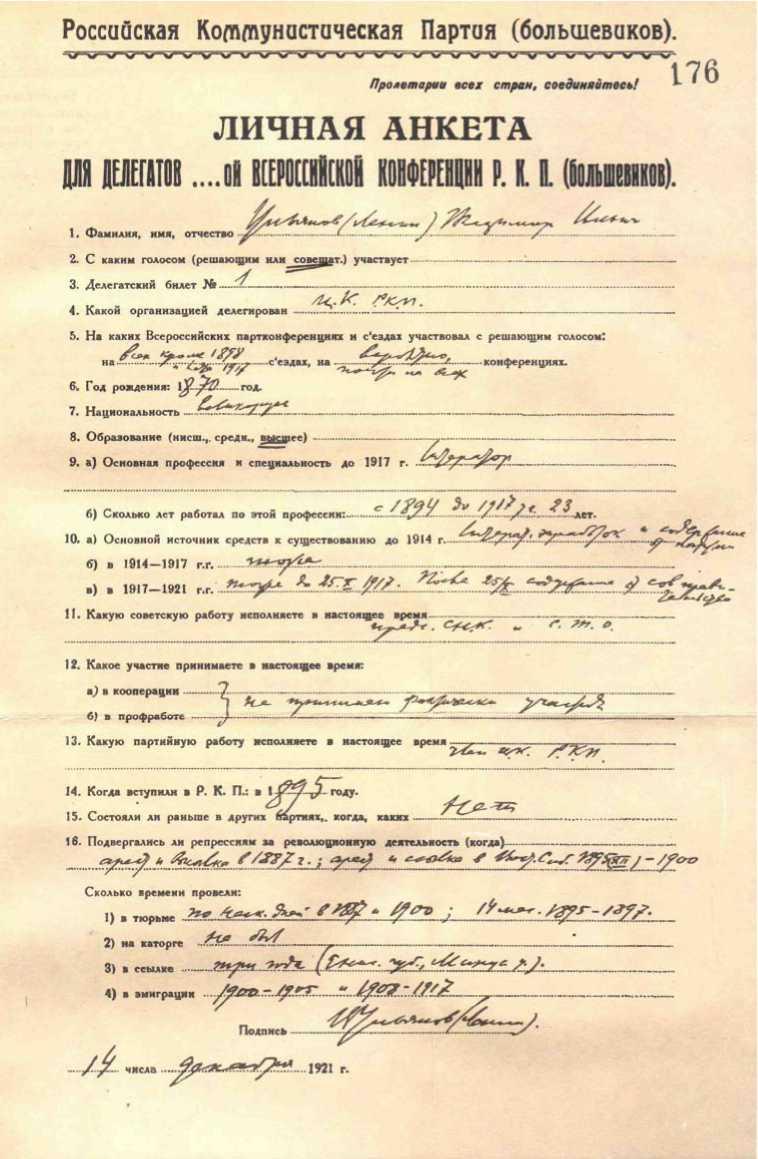 Российская Коммунистическая Партия (большевиков).
Пролетарии всех стран, соединяйтесь!
176
ЛИЧНАЯ АНКЕТА
ДЛЯ ДЕЛЕГАТОВ ....ой ВСЕРОССИЙСКОЙ КОНФЕРЕНЦИИ Р. К. П. (большевиков).
1. Фамилия, имя, отчество Ульянов (Ленин) Владимир Ильич
2. С каким голосом (решающим или совещат.) участвует
3. Делегатский билет № 1
4. Какой организацией делегирован Ц.К. Р.К.П.
5. На каких Всероссийских партконференциях и с'ездах участвовал с решающим голосом:
на всех кроме 1898 с'ездах, на вероятно, конференциях.
и 1917 почти на всех
6. Год рождения: 1870 год.
7. Национальность великорусс
8. Образование (нисш., средн., высшее)
9. а) Основная профессия и специальность до 1917 г. литератор
б) Сколько лет работал по этой профессии: с 1894 до 1917, т.е. 23 лет.
10. а) Основной источник средств к существованию до 1914 г. литерат. заработок и содержание
от партии
б) в 1914—1917 г.г. тоже
в) в 1917—1921 г.г. тоже до 25.X 1917. После 25/X содержание от сов прави-
тельства
11. Какую советскую работу исполняете в настоящее время
предс. СНК. и С.Т.О.
12. Какое участие принимаете в настоящее время:
а) в кооперации
не принимаю фактически участия
б) в профработе
13. Какую партийную работу исполняете в настоящее время
член ЦК. Р.К.П.
14. Когда вступили в Р. К. П.: в 1895 году.
15. Состояли ли раньше в других партиях, когда, каких Нет
16. Подвергались ли репрессиям за революционную деятельность (когда)
арест и высылка в 1887 г.; арест и ссылка в Вост. Сиб. 1895(XII)-1900
Сколько времени провели:
1) в тюрьме по неск. дней в 1887 и 1900; 14 мес. 1895-1897.
2) на каторге не был
3) в ссылке три года (Енис. губ., Минус у.).
4) в эмиграции 1900-1905 и 1908-1917
Подпись В Ульянов (Ленин).
14 числа декабря 1921 г.